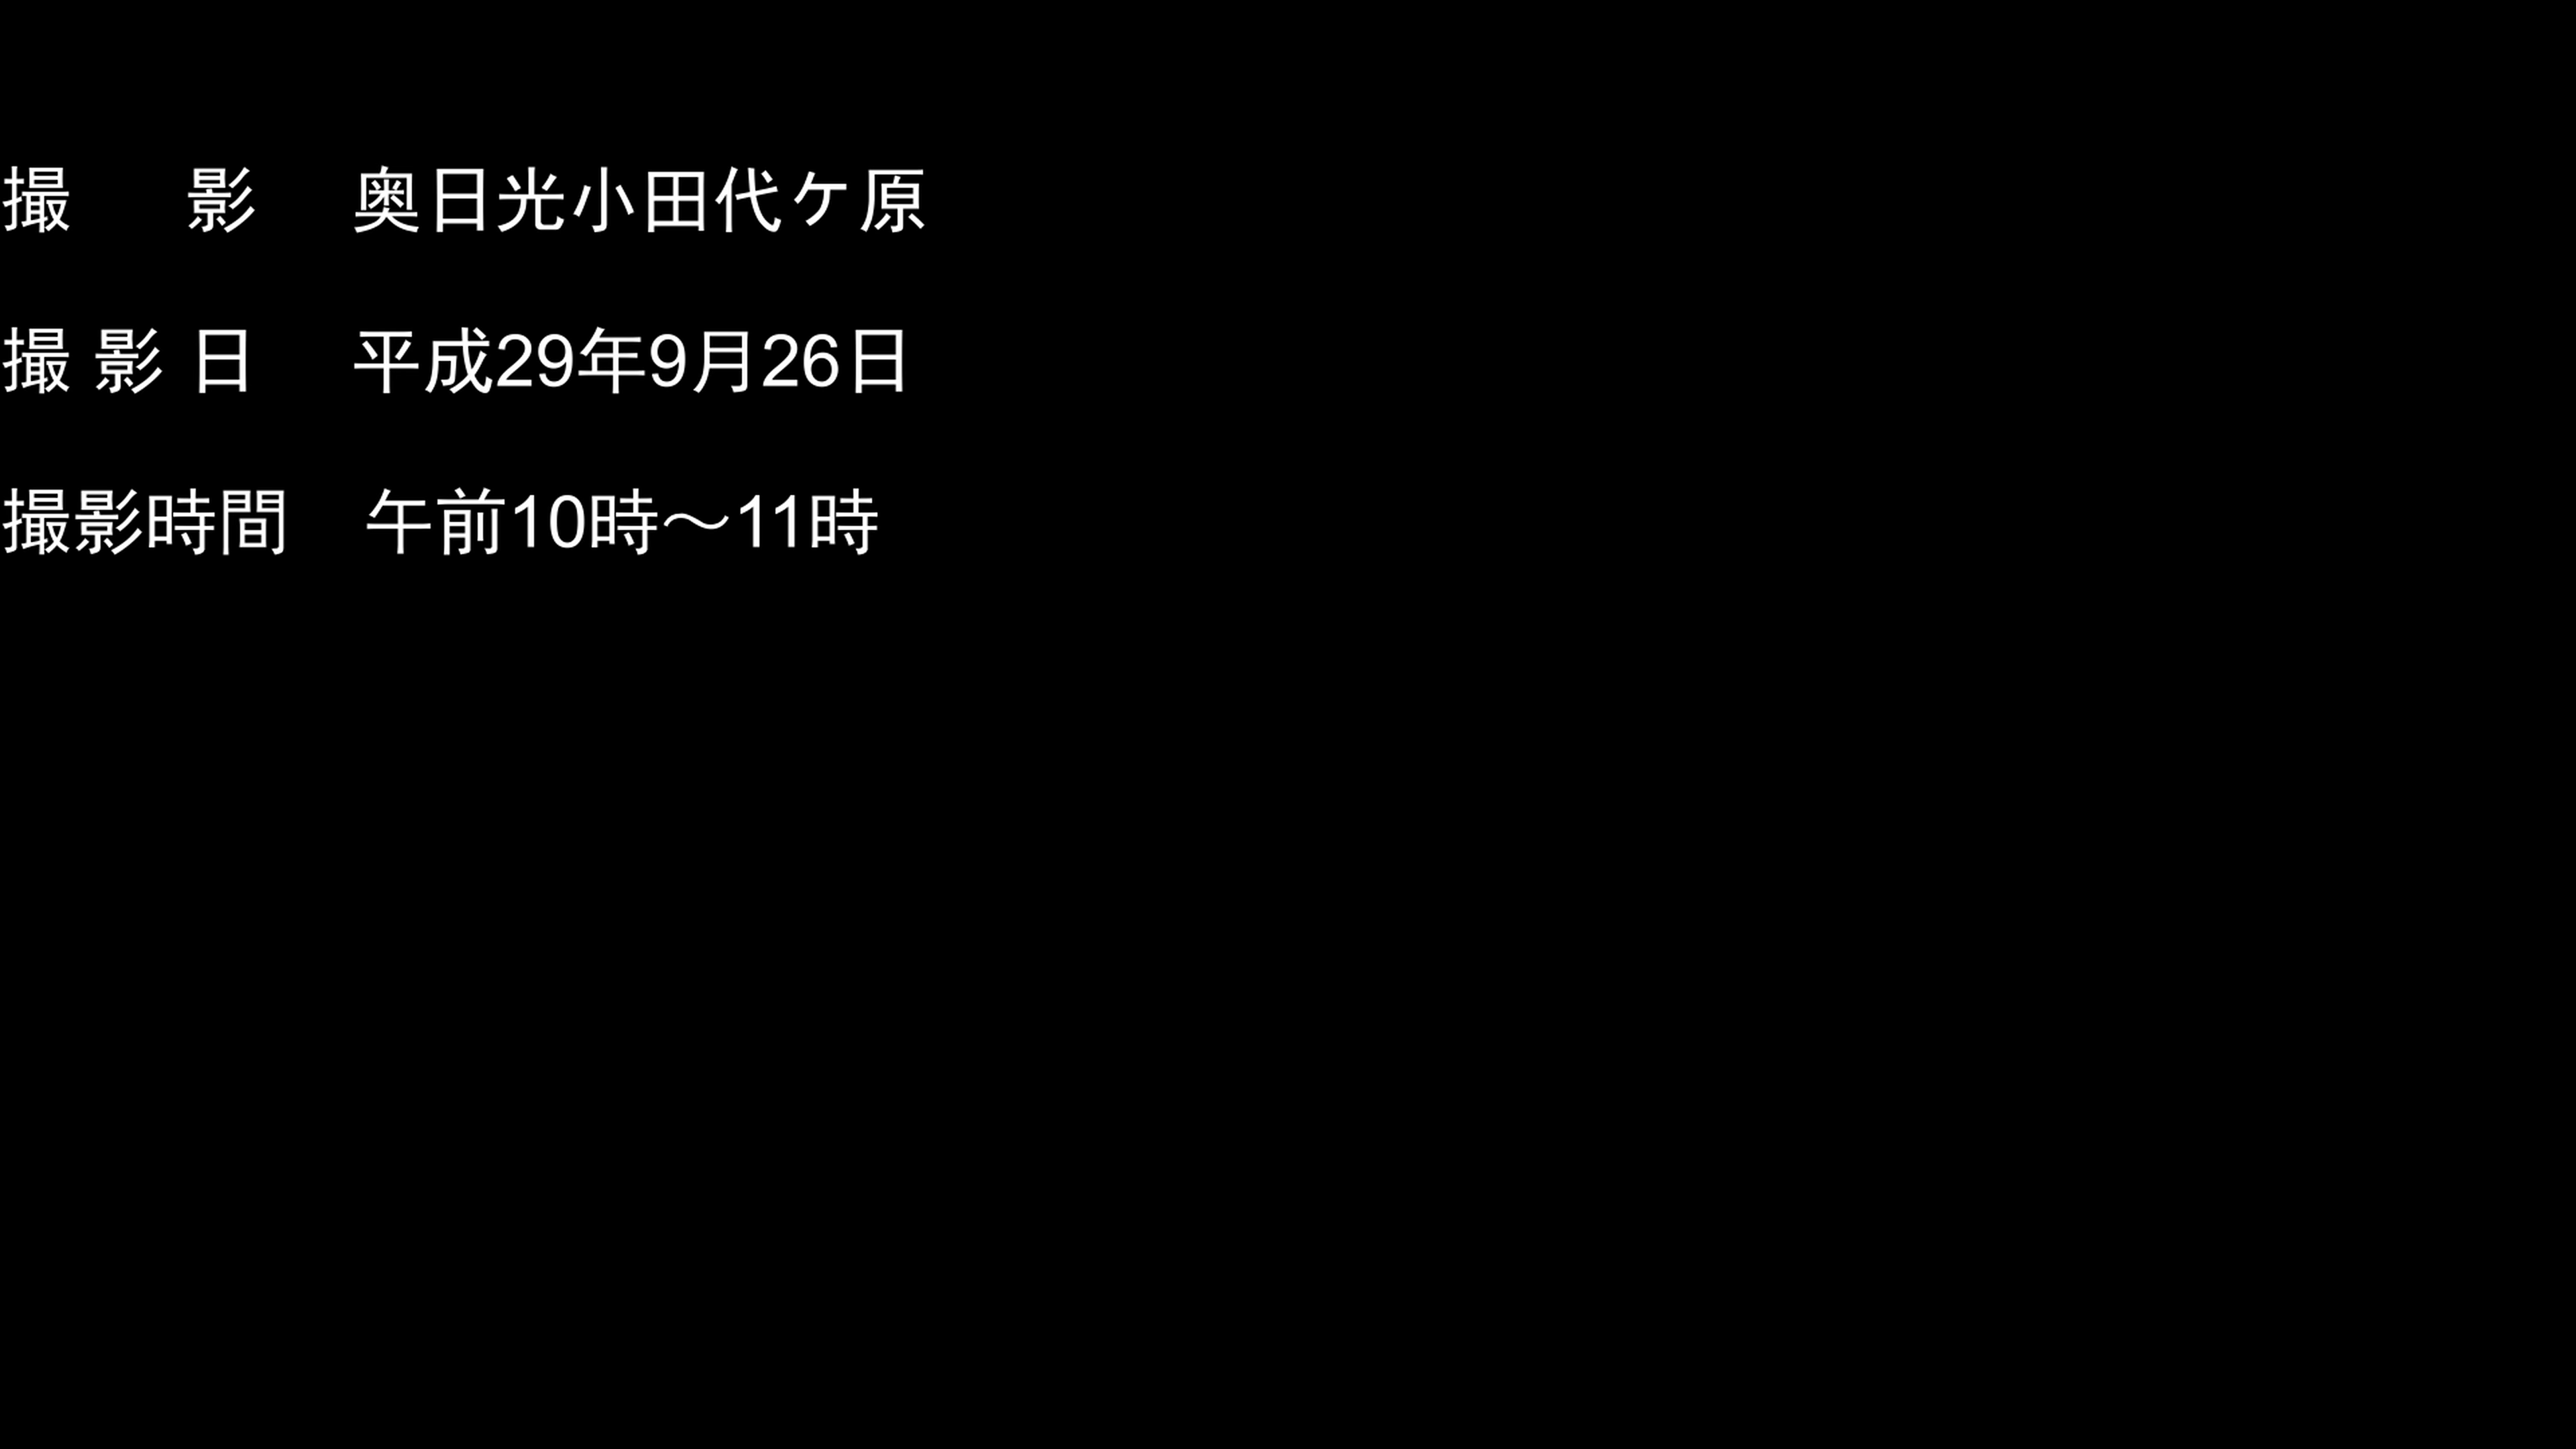 撮　影　奥日光小田代ケ原
撮 影 日　平成29年9月26日
撮影時間　午前10時～11時